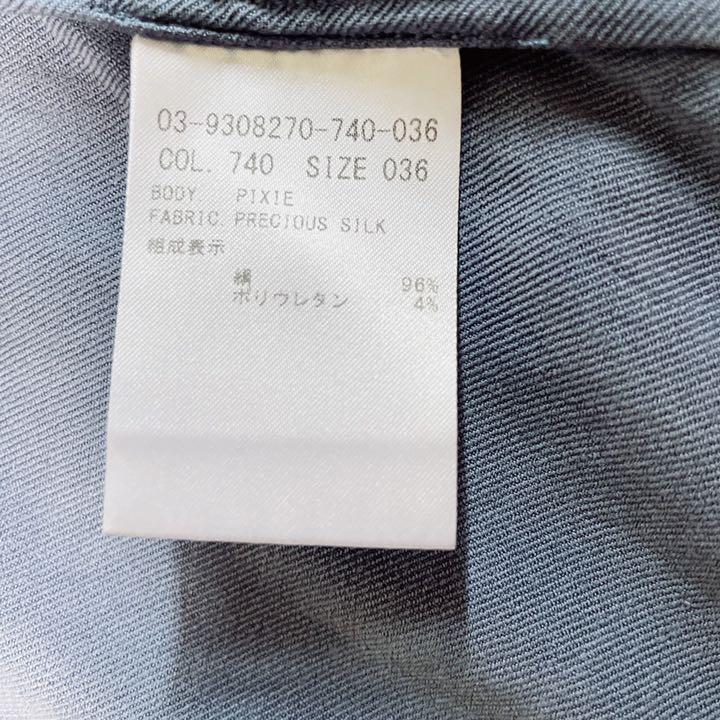 03-9308270-740-036
COL. 740 SIZE 036
BODY. PIXIE
FABRIC. PRECIOUS SILK
組成表示
絹 96%
ポリウレタン 4%